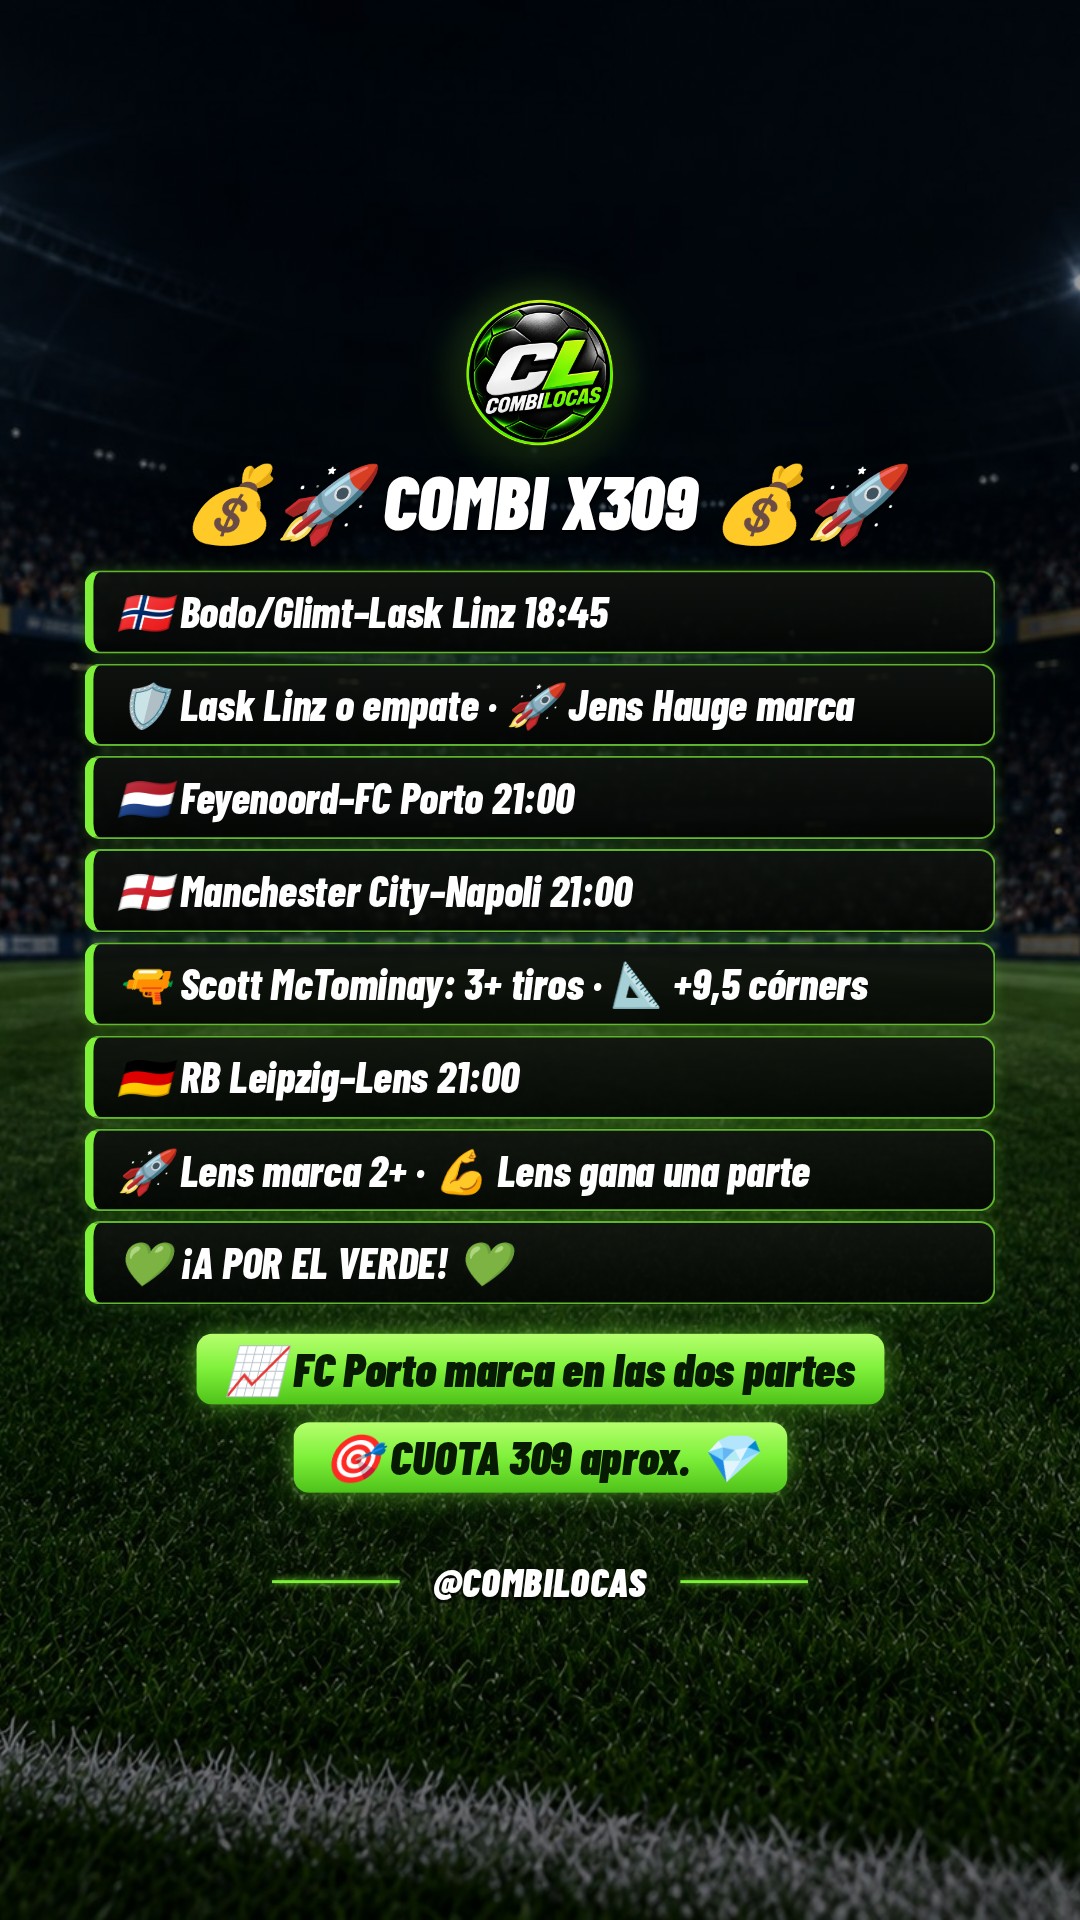 CL
COMBILOCAS
💰🚀 COMBI X309 💰🚀
🇳🇴 Bodo/Glimt-Lask Linz 18:45
🛡️ Lask Linz o empate · 🚀 Jens Hauge marca
🇳🇱 Feyenoord-FC Porto 21:00
🏴󠁧󠁢󠁥󠁮󠁧󠁿 Manchester City-Napoli 21:00
🔫 Scott McTominay: 3+ tiros · 📐 +9,5 córners
🇩🇪 RB Leipzig-Lens 21:00
🚀 Lens marca 2+ · 💪 Lens gana una parte
💚 ¡A POR EL VERDE! 💚
📈 FC Porto marca en las dos partes
🎯 CUOTA 309 aprox. 💎
@COMBILOCAS